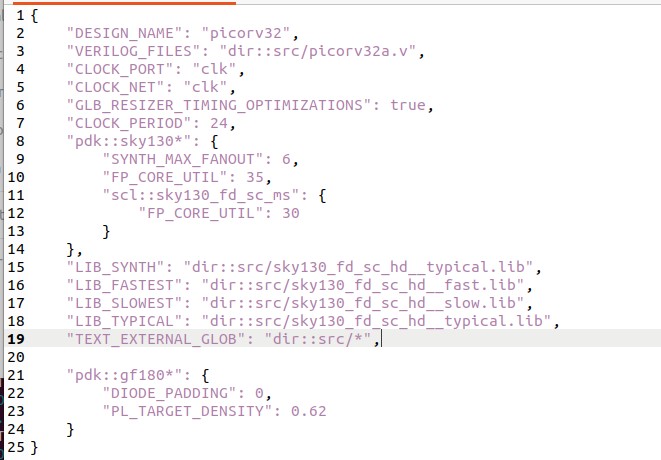 1 {
2     "DESIGN_NAME": "picorv32",
3     "VERILOG_FILES": "dir::src/picorv32a.v",
4     "CLOCK_PORT": "clk",
5     "CLOCK_NET": "clk",
6     "GLB_RESIZER_TIMING_OPTIMIZATIONS": true,
7     "CLOCK_PERIOD": 24,
8     "pdk::sky130*": {
9         "SYNTH_MAX_FANOUT": 6,
10         "FP_CORE_UTIL": 35,
11         "scl::sky130_fd_sc_ms": {
12             "FP_CORE_UTIL": 30
13         }
14     },
15     "LIB_SYNTH": "dir::src/sky130_fd_sc_hd__typical.lib",
16     "LIB_FASTEST": "dir::src/sky130_fd_sc_hd__fast.lib",
17     "LIB_SLOWEST": "dir::src/sky130_fd_sc_hd__slow.lib",
18     "LIB_TYPICAL": "dir::src/sky130_fd_sc_hd__typical.lib",
19     "TEXT_EXTERNAL_GLOB": "dir::src/*",
20
21     "pdk::gf180*": {
22         "DIODE_PADDING": 0,
23         "PL_TARGET_DENSITY": 0.62
24     }
25 }